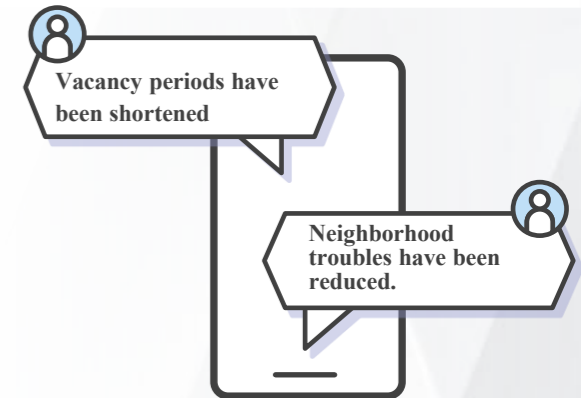 Vacancy periods have
been shortened
Neighborhood
troubles have been
reduced.